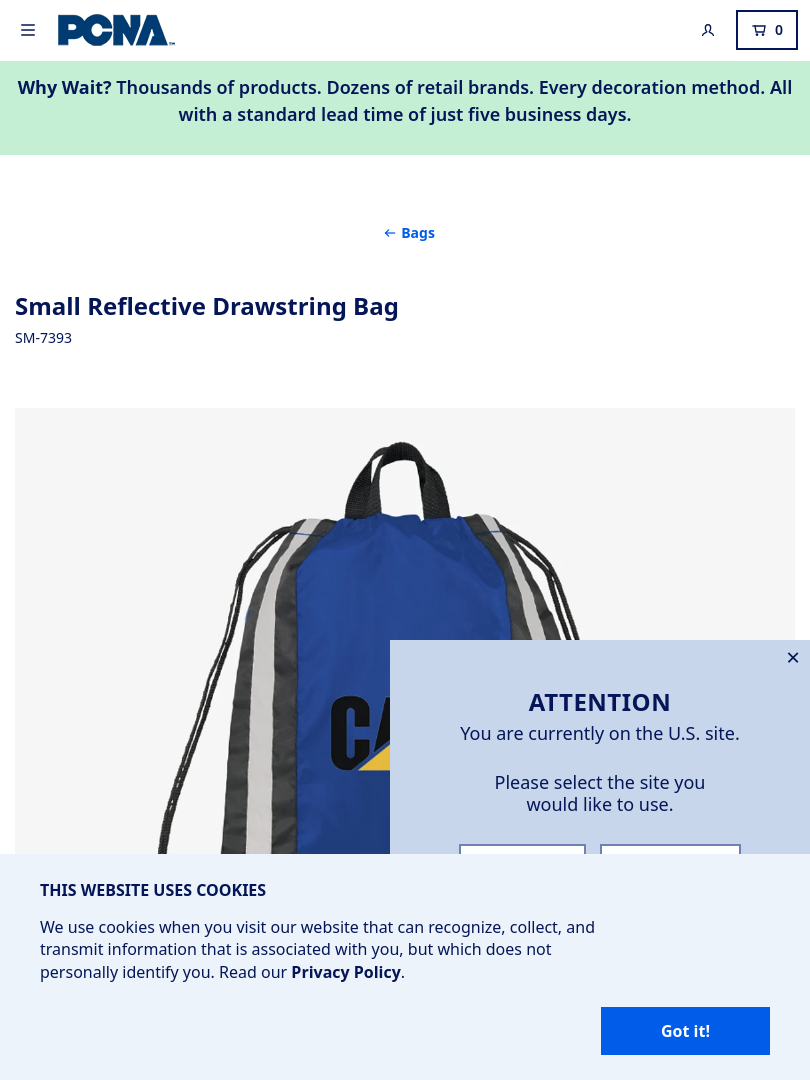 PCNA™
0
Why Wait? Thousands of products. Dozens of retail brands. Every decoration method. All
with a standard lead time of just five business days.
← Bags
Small Reflective Drawstring Bag
SM-7393
ATTENTION
You are currently on the U.S. site.
Please select the site you
would like to use.
THIS WEBSITE USES COOKIES
We use cookies when you visit our website that can recognize, collect, and
transmit information that is associated with you, but which does not
personally identify you. Read our Privacy Policy.
Got it!